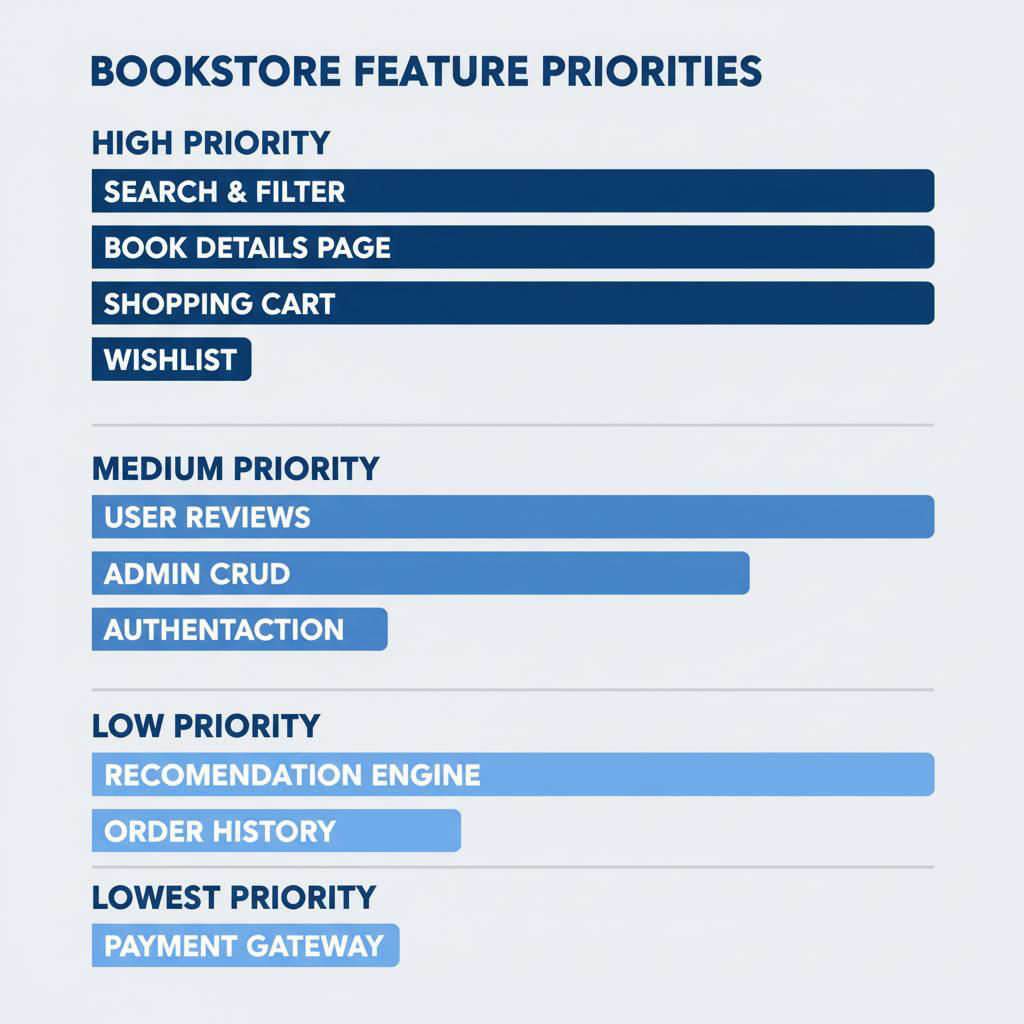 BOOKSTORE FEATURE PRIORITIES
HIGH PRIORITY
SEARCH & FILTER
BOOK DETAILS PAGE
SHOPPING CART
WISHLIST
MEDIUM PRIORITY
USER REVIEWS
ADMIN CRUD
AUTHENTACTION
LOW PRIORITY
RECOMENDATION ENGINE
ORDER HISTORY
LOWEST PRIORITY
PAYMENT GATEWAY